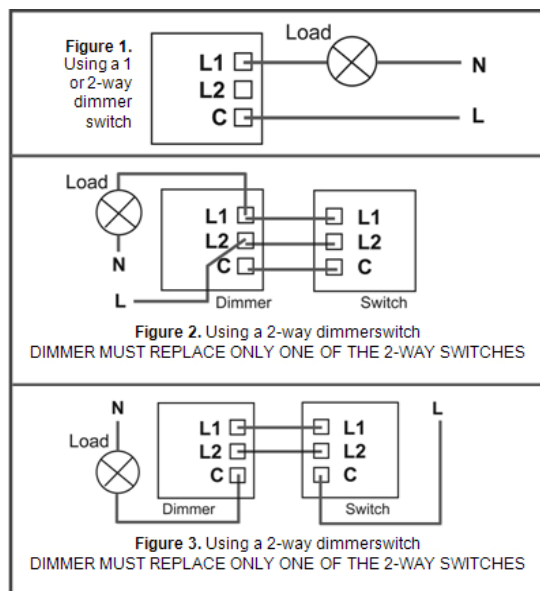 Figure 1.
Using a 1
or 2-way
dimmer
switch
L1
L2
C
Load
N
L
Load
N
L
L1
L2
C
Dimmer
L1
L2
C
Switch
Figure 2. Using a 2-way dimmerswitch
DIMMER MUST REPLACE ONLY ONE OF THE 2-WAY SWITCHES
N
Load
L1
L2
C
Dimmer
L1
L2
C
Switch
L
Figure 3. Using a 2-way dimmerswitch
DIMMER MUST REPLACE ONLY ONE OF THE 2-WAY SWITCHES